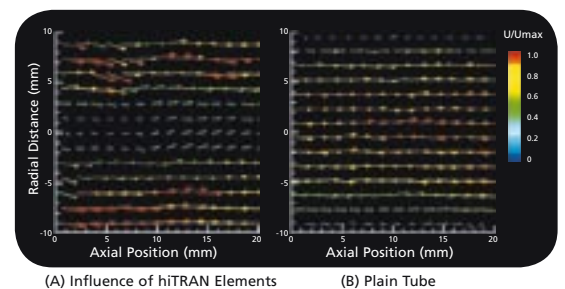 U/Umax
1.0
0.8
0.6
0.4
0.2
0
Radial Distance (mm)
10
5
0
-5
-10
0 5 10 15 20
Axial Position (mm)
10
5
0
-5
-10
0 5 10 15 20
Axial Position (mm)
(A) Influence of hiTRAN Elements
(B) Plain Tube